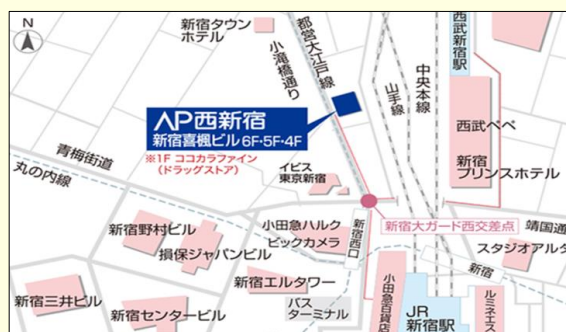 N
新宿タウン
ホテル
都営大江戸線
小滝橋通り
西武新宿駅
中央本線
山手線
AP西新宿
新宿喜楓ビル 6F・5F・4F
※1F ココカラファイン
(ドラッグストア)
西武ペペ
新宿
プリンスホテル
青梅街道
丸の内線
イビス
東京新宿
新宿大ガード西交差点
靖国通
新宿野村ビル
損保ジャパンビル
小田急ハルク
ビックカメラ
新宿西口
スタジオアルタ
新宿
新宿エルタワー
新宿三井ビル
新宿センタービル
バス
ターミナル
小田急百貨店
JR
新宿駅
ルミネエ